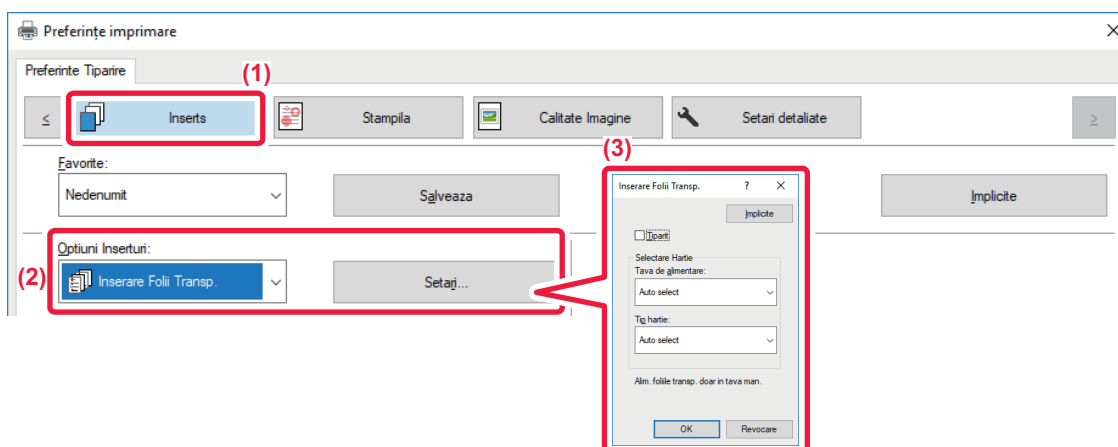 Preferințe imprimare
Preferinte Tiparire
(1)
< Inserts Stampila Calitate Imagine Setari detaliate >
(3)
Favorite:
Nedenumit Salveaza Implicite
Optiuni Inserturi:
(2) Inserare Folii Transp. Setari...
Inserare Folii Transp. ? ×
Implicite
Tiparit
Selectare Hartie
Tava de alimentare:
Auto select
Tip hartie:
Auto select
Alim. foliile transp. doar in tava man.
OK Revocare